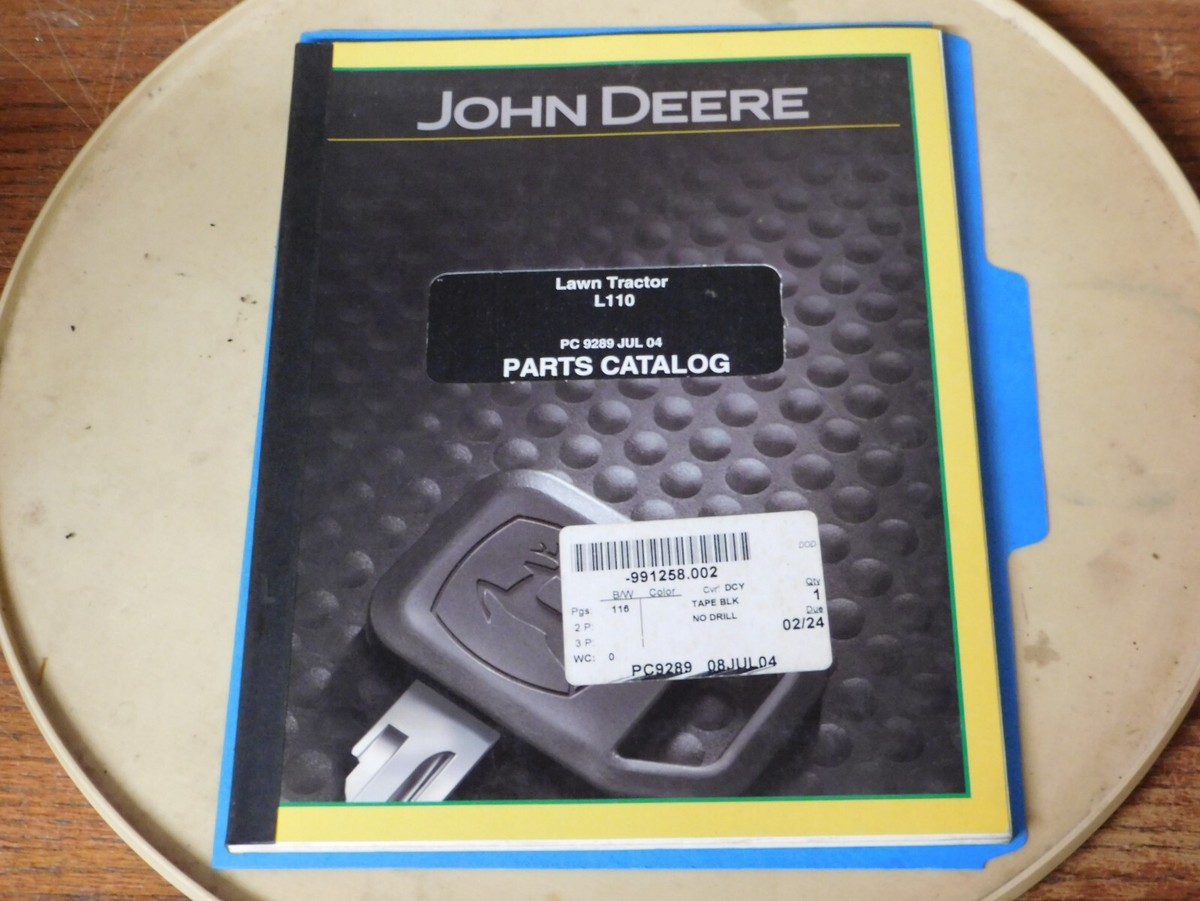 JOHN DEERE
Lawn Tractor
L110
PC 9289 JUL 04
PARTS CATALOG
DOD
-991258.002
B/W Color Cvr: DCY
Qty
Pgs: 116 TAPE BLK
1
2 P: NO DRILL
Due
3 P:
02/24
WC: 0
PC9289 08JUL04